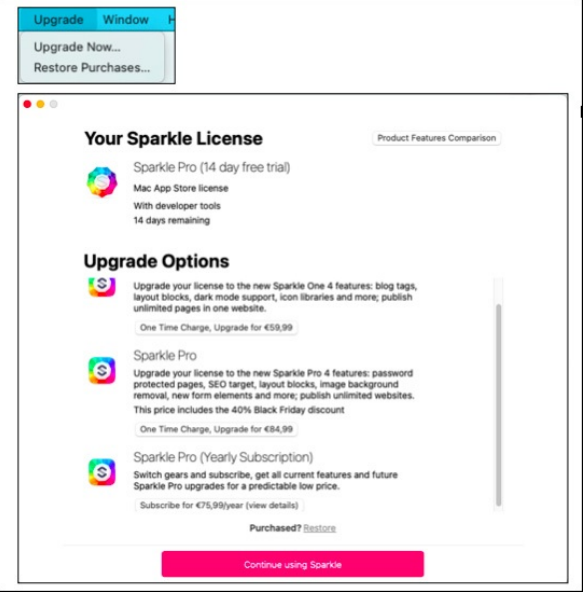 Upgrade Window H
Upgrade Now...
Restore Purchases...
Your Sparkle License
Product Features Comparison
Sparkle Pro (14 day free trial)
Mac App Store license
With developer tools
14 days remaining
Upgrade Options
Upgrade your license to the new Sparkle One 4 features: blog tags,
layout blocks, dark mode support, icon libraries and more; publish
unlimited pages in one website.
One Time Charge, Upgrade for €59,99
Sparkle Pro
Upgrade your license to the new Sparkle Pro 4 features: password
protected pages, SEO target, layout blocks, image background
removal, new form elements and more; publish unlimited websites.
This price includes the 40% Black Friday discount
One Time Charge, Upgrade for €84,99
Sparkle Pro (Yearly Subscription)
Switch gears and subscribe, get all current features and future
Sparkle Pro upgrades for a predictable low price.
Subscribe for €75,99/year (view details)
Purchased? Restore
Continue using Sparkle